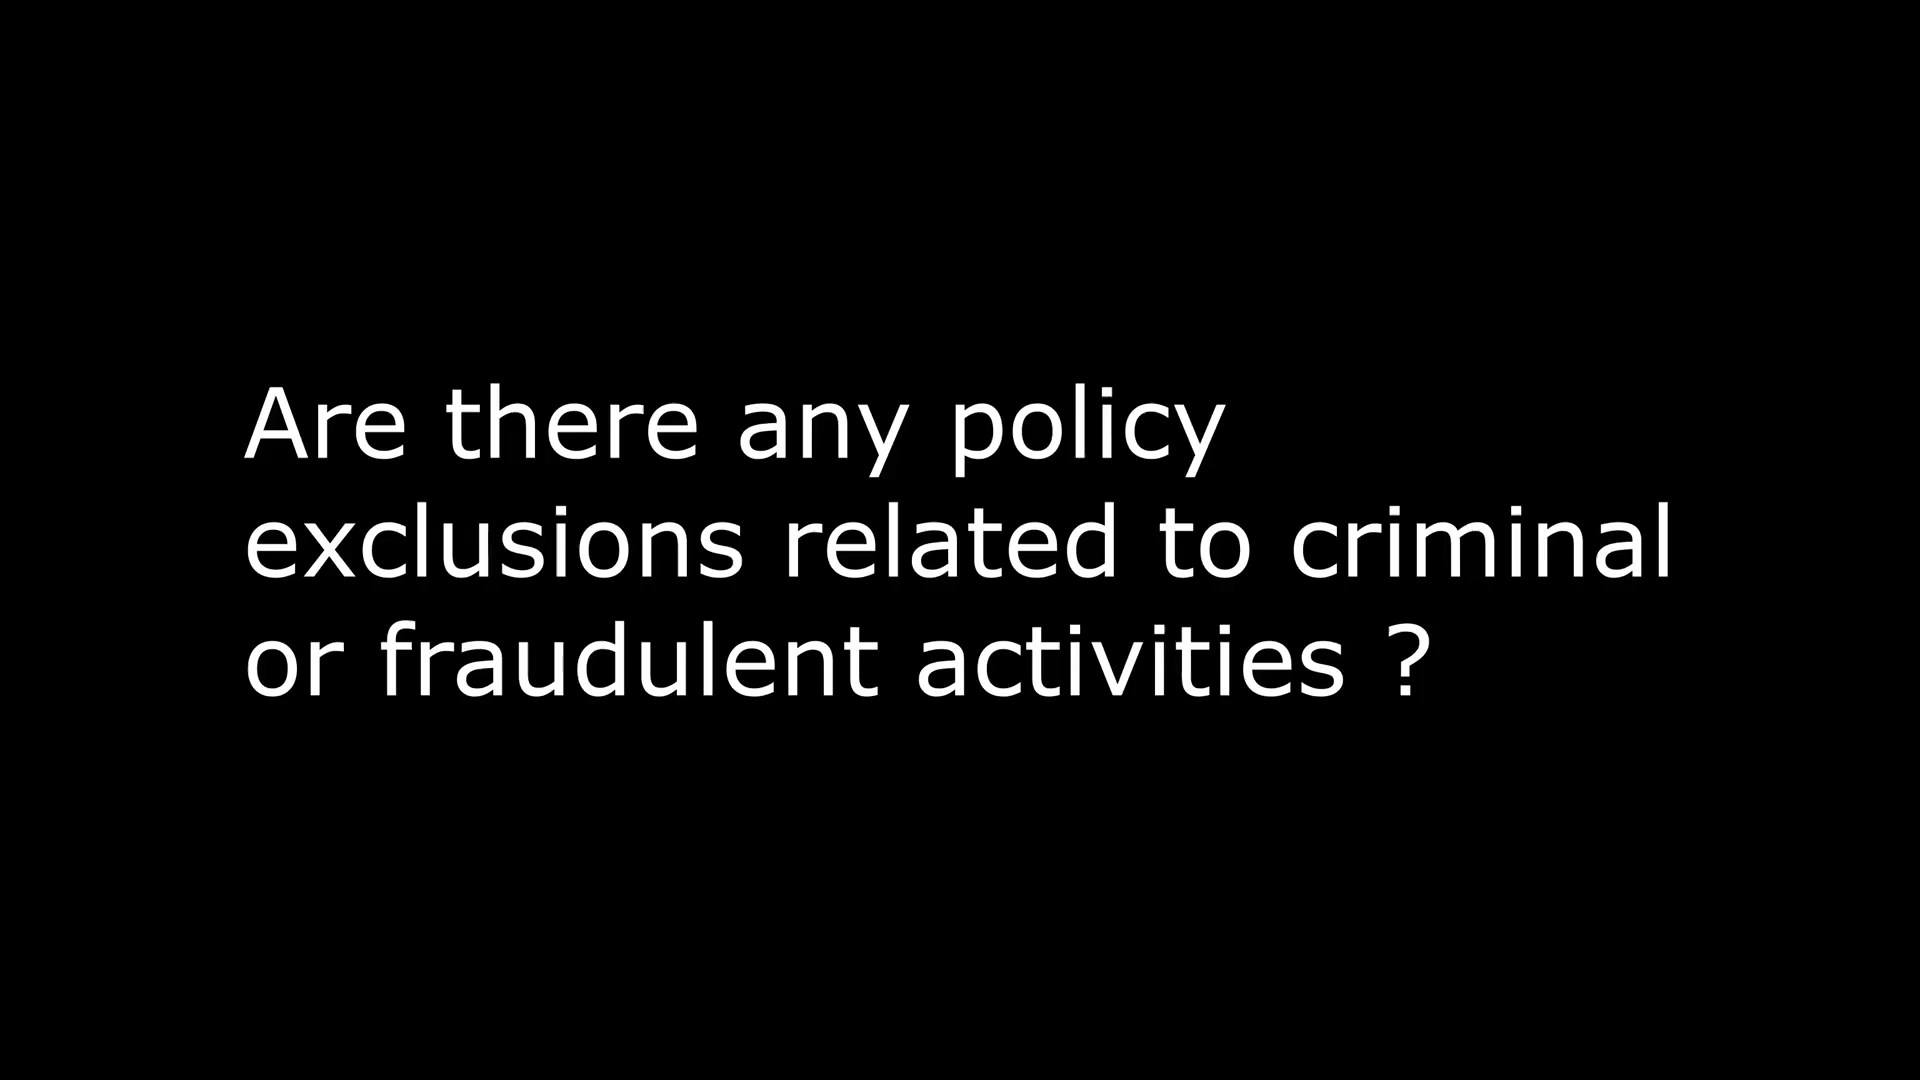 Are there any policy
exclusions related to criminal
or fraudulent activities ?